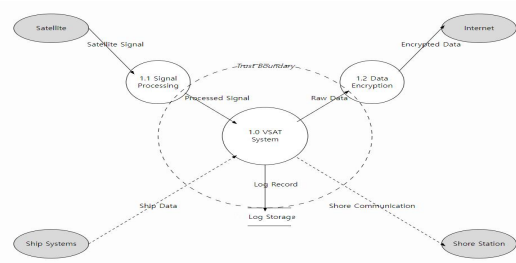 Satellite
Internet
Satellite Signal
Encrypted Data
Trust Boundary
1.1 Signal
Processing
1.2 Data
Encryption
Processed Signal
Raw Data
1.0 VSAT
System
Log Record
Ship Data
Shore Communication
Log Storage
Ship Systems
Shore Station